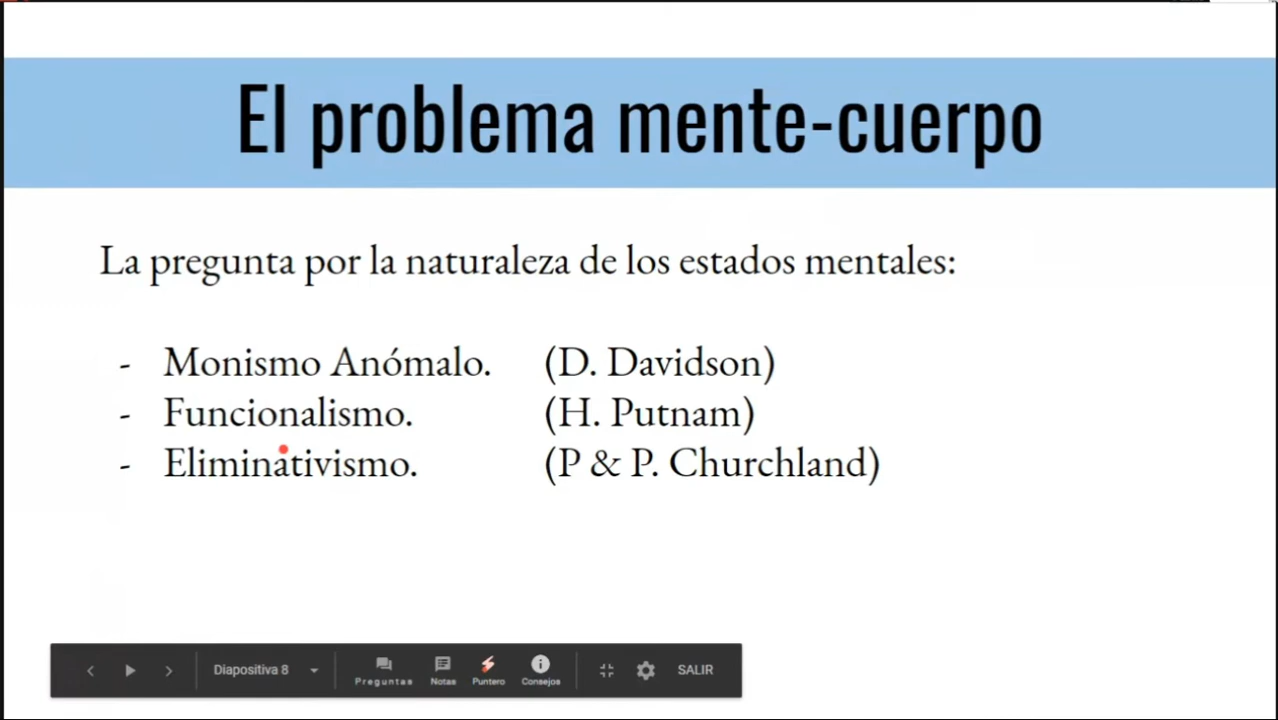 El problema mente-cuerpo
La pregunta por la naturaleza de los estados mentales:
- Monismo Anómalo. (D. Davidson)
- Funcionalismo. (H. Putnam)
- Eliminativismo. (P & P. Churchland)
Diapositiva 8 Preguntas Notas Puntero Consejos SALIR